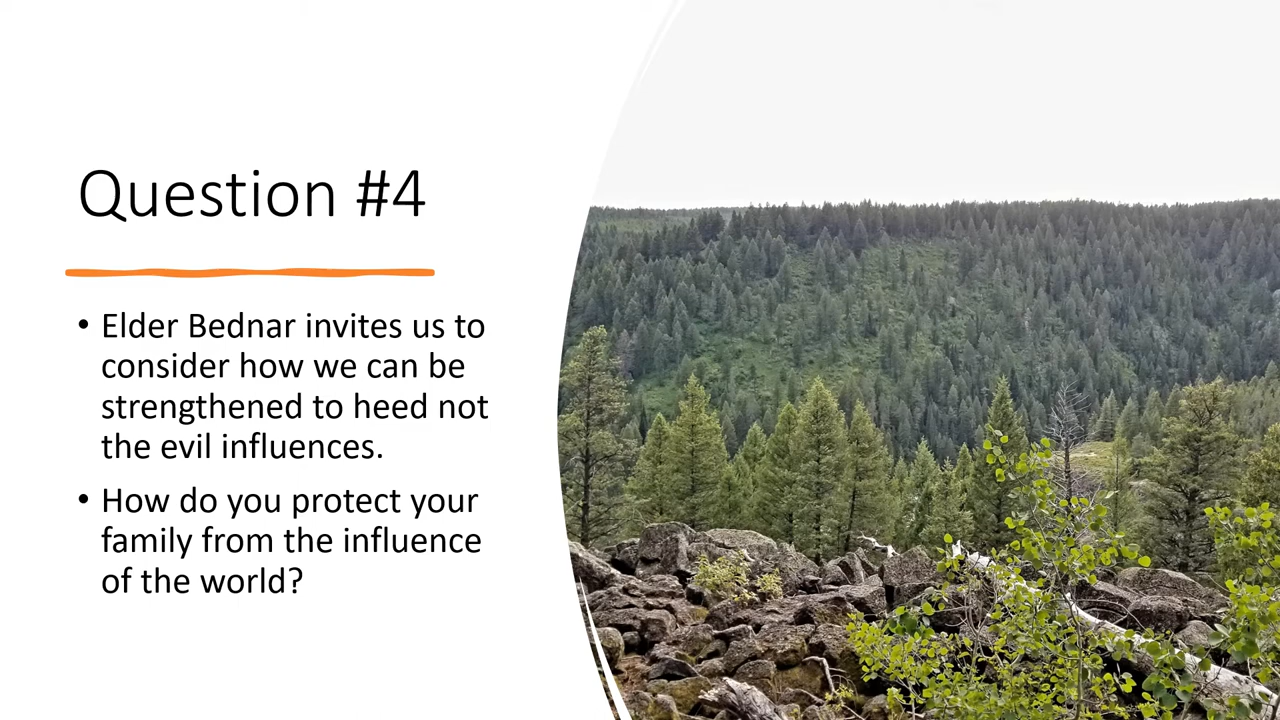 Question #4
• Elder Bednar invites us to
consider how we can be
strengthened to heed not
the evil influences.
• How do you protect your
family from the influence
of the world?